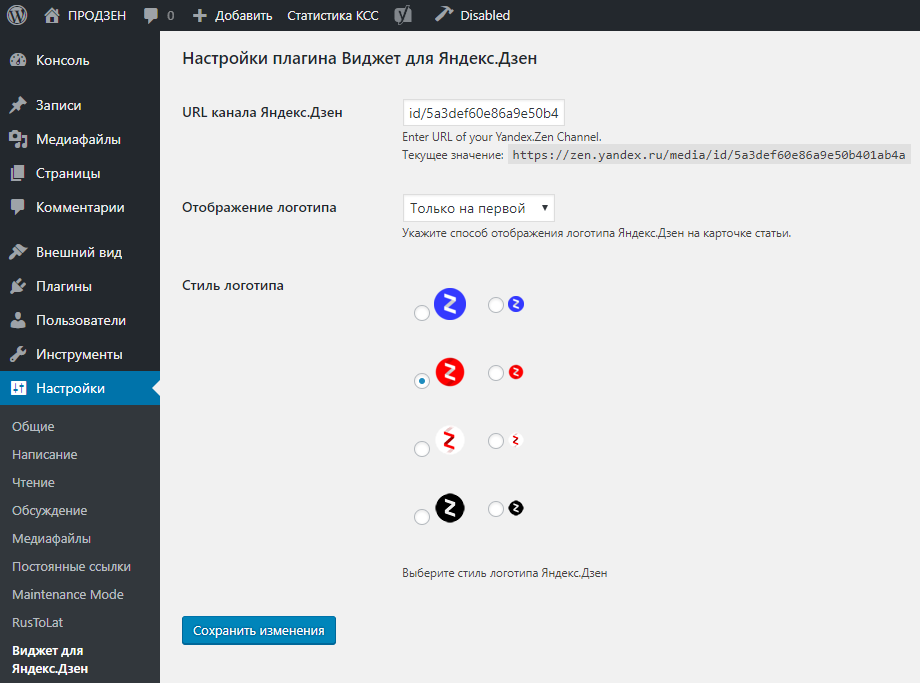 ПРОДЗЕН 0 Добавить Статистика КСС Disabled
Консоль
Записи
Медиафайлы
Страницы
Комментарии
Внешний вид
Плагины
Пользователи
Инструменты
Настройки
Общие
Написание
Чтение
Обсуждение
Медиафайлы
Постоянные ссылки
Maintenance Mode
RusToLat
Виджет для
Яндекс.Дзен
Настройки плагина Виджет для Яндекс.Дзен
URL канала Яндекс.Дзен
id/5a3def60e86a9e50b4
Enter URL of your Yandex.Zen Channel.
Текущее значение: https://zen.yandex.ru/media/id/5a3def60e86a9e50b401ab4a
Отображение логотипа
Только на первой
Укажите способ отображения логотипа Яндекс.Дзен на карточке статьи.
Стиль логотипа
Z Z
Z Z
Z Z
Z Z
Выберите стиль логотипа Яндекс.Дзен
Сохранить изменения